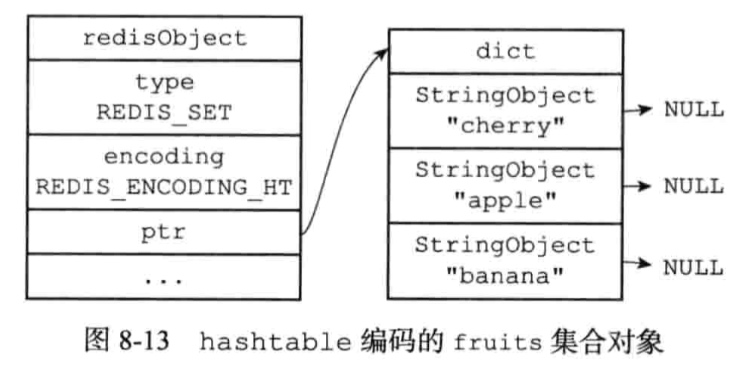 redisObject
type
REDIS_SET
encoding
REDIS_ENCODING_HT
ptr
...
dict
StringObject
"cherry"
NULL
StringObject
"apple"
NULL
StringObject
"banana"
NULL
图 8-13 hashtable 编码的 fruits 集合对象